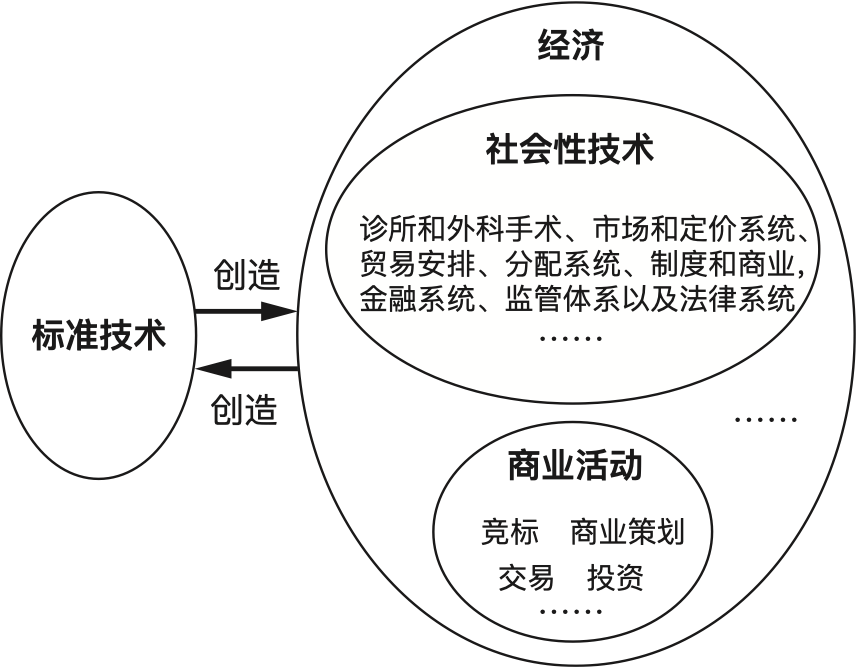 经济
社会性技术
诊所和外科手术、市场和定价系统、
贸易安排、分配系统、制度和商业,
金融系统、监管体系以及法律系统
······
标准技术
创造
创造
······
商业活动
竞标 商业策划
交易 投资
······